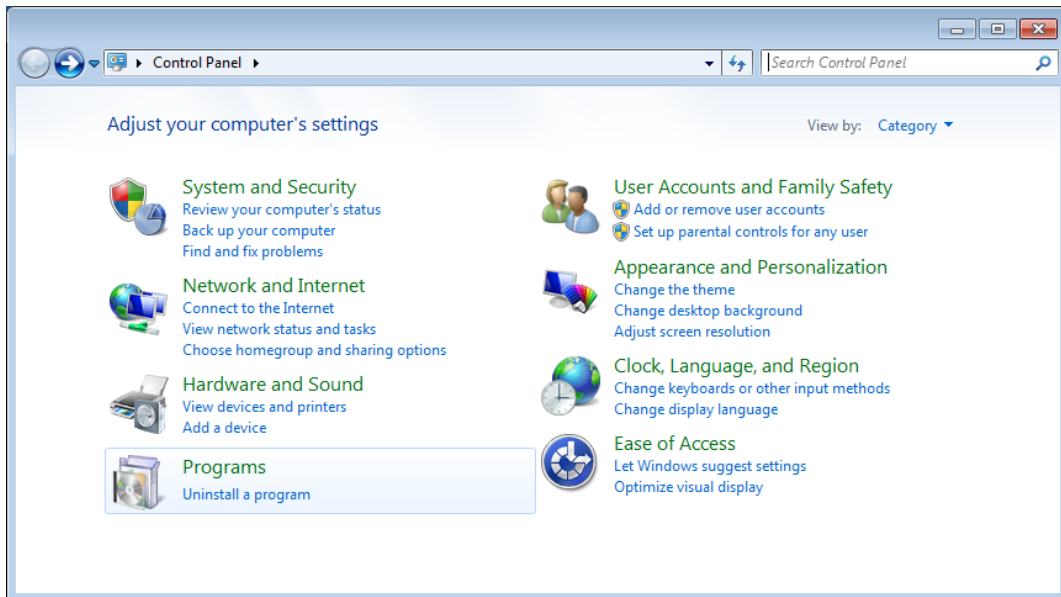 Control Panel
Search Control Panel
Adjust your computer's settings
View by: Category
System and Security
Review your computer's status
Back up your computer
Find and fix problems
Network and Internet
Connect to the Internet
View network status and tasks
Choose homegroup and sharing options
Hardware and Sound
View devices and printers
Add a device
Programs
Uninstall a program
User Accounts and Family Safety
Add or remove user accounts
Set up parental controls for any user
Appearance and Personalization
Change the theme
Change desktop background
Adjust screen resolution
Clock, Language, and Region
Change keyboards or other input methods
Change display language
Ease of Access
Let Windows suggest settings
Optimize visual display